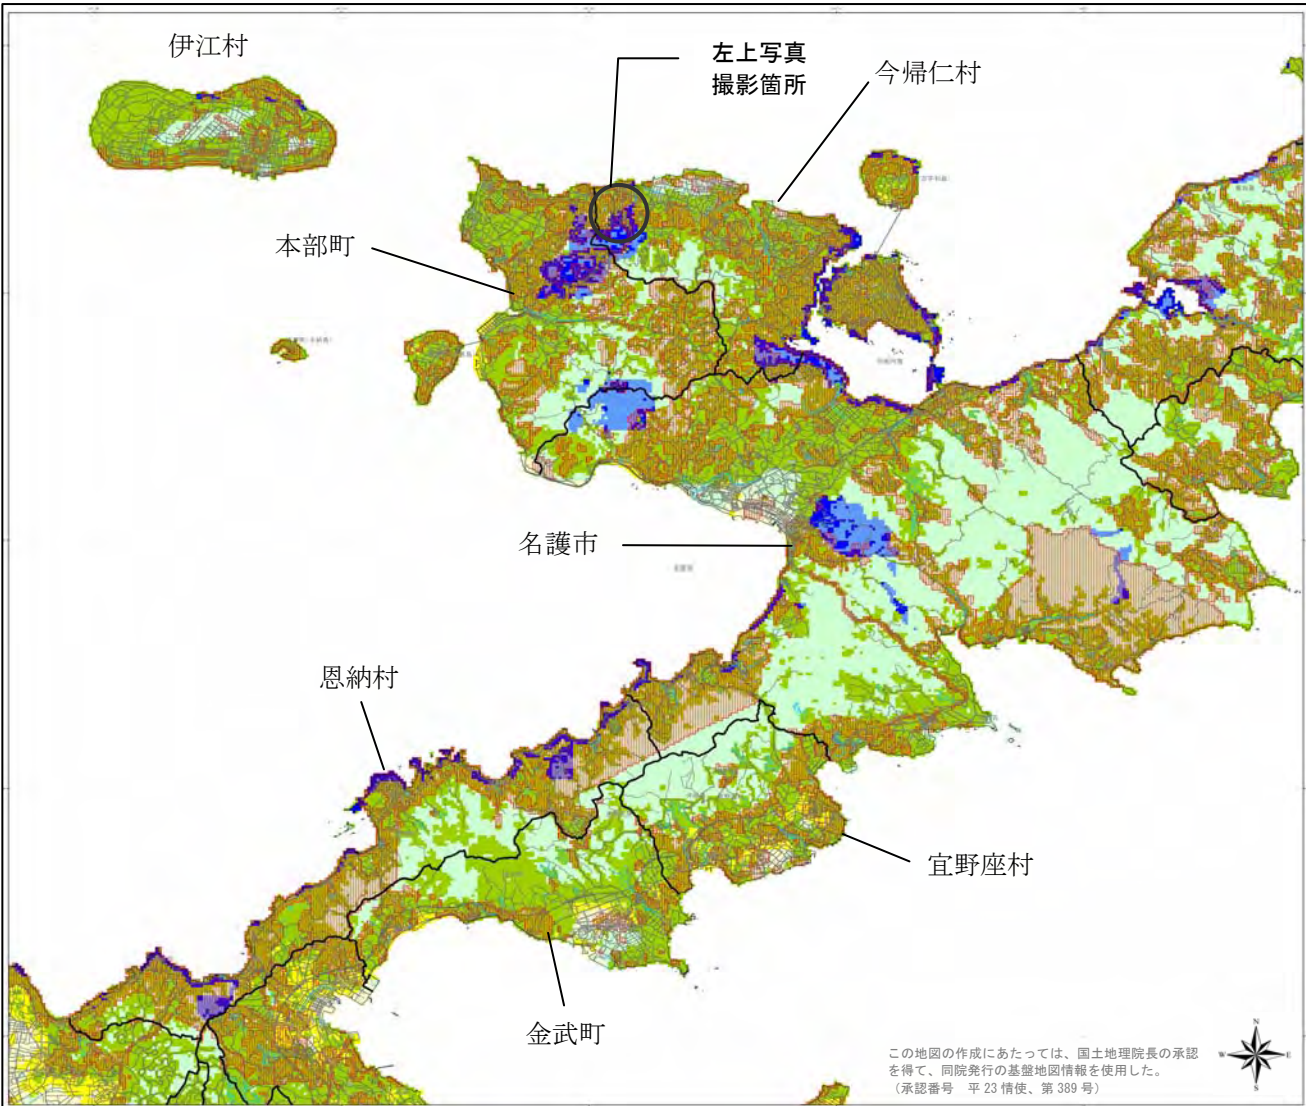 伊江村
左上写真
撮影箇所
今帰仁村
本部町
名護市
恩納村
宜野座村
金武町
この地図の作成にあたっては、国土地理院長の承認
を得て、同院発行の基盤地図情報を使用した。
（承認番号　平 23 情使、第 389 号）
N
W
E
S